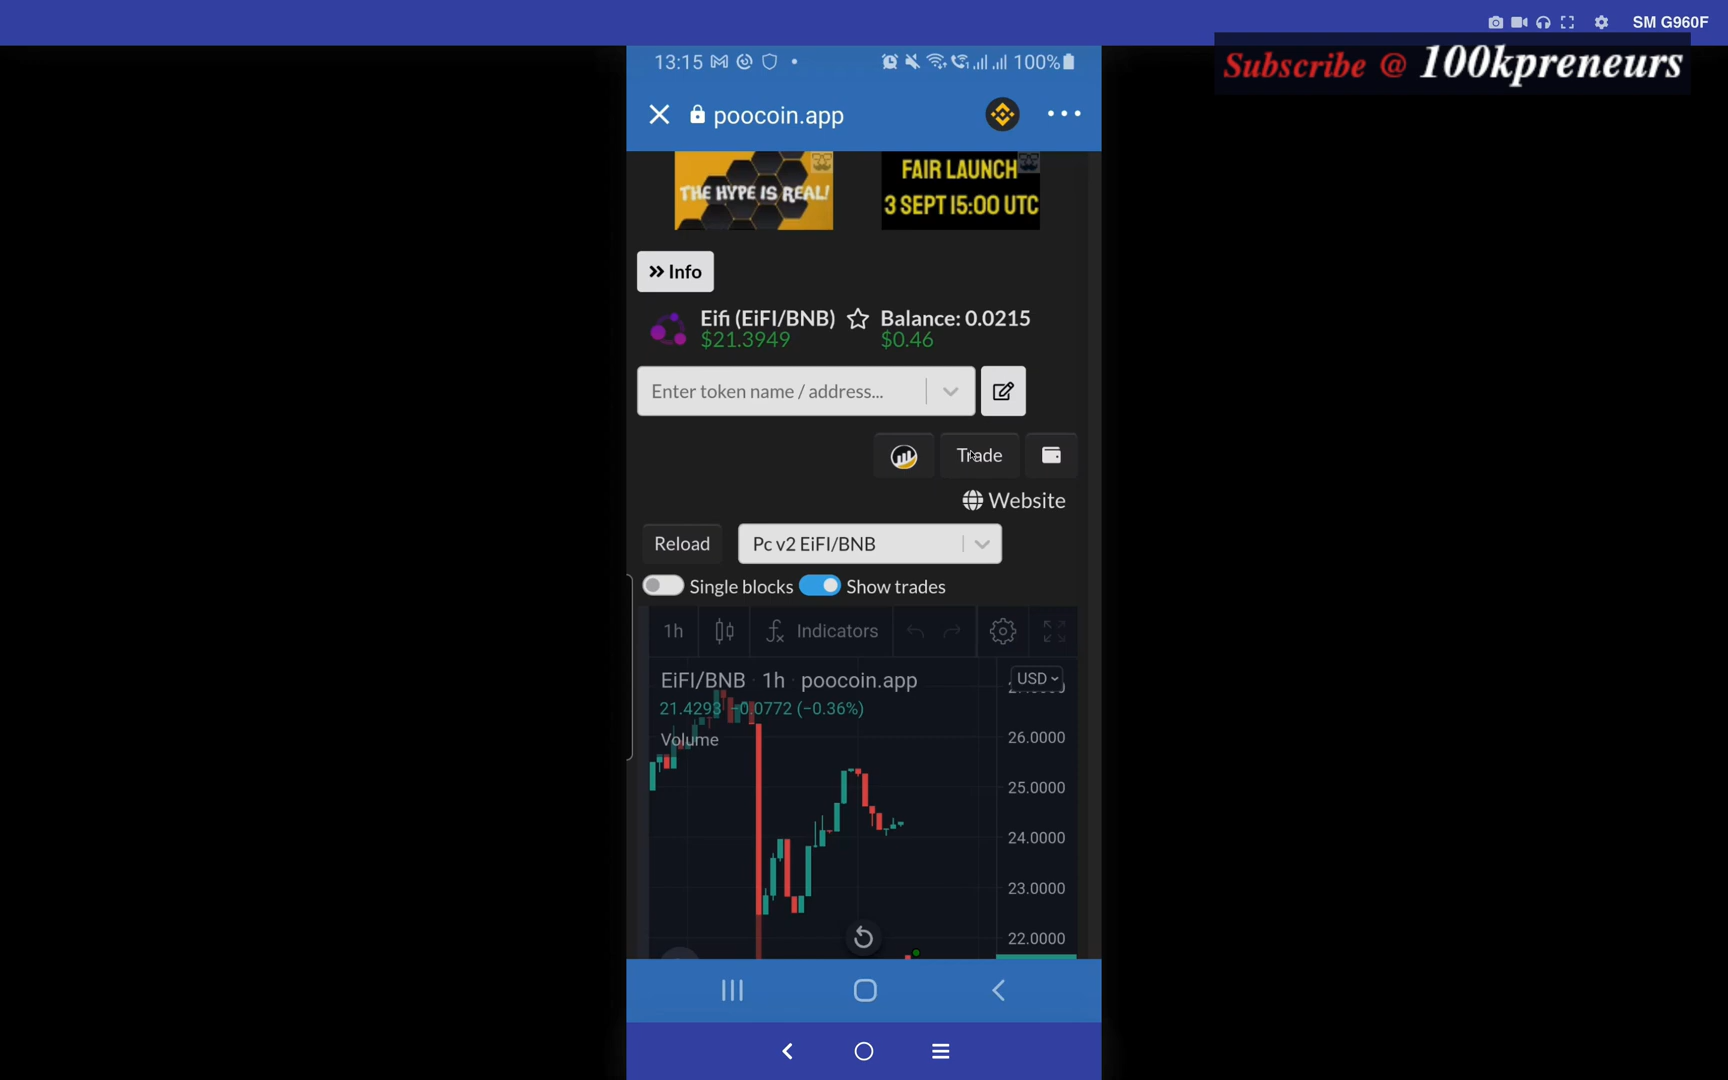 SM G960F
Subscribe @ 100kpreneurs
13:15
100%
poocoin.app
THE HYPE IS REAL!
FAIR LAUNCH
3 SEPT 15:00 UTC
Info
Eifi (EiFI/BNB)
Balance: 0.0215
$21.3949
$0.46
Enter token name / address...
Trade
Website
Reload
Pc v2 EiFI/BNB
Single blocks
Show trades
1h
Indicators
EiFI/BNB · 1h · poocoin.app
USD
21.4293 −0.0772 (−0.36%)
Volume
26.0000
25.0000
24.0000
23.0000
22.0000